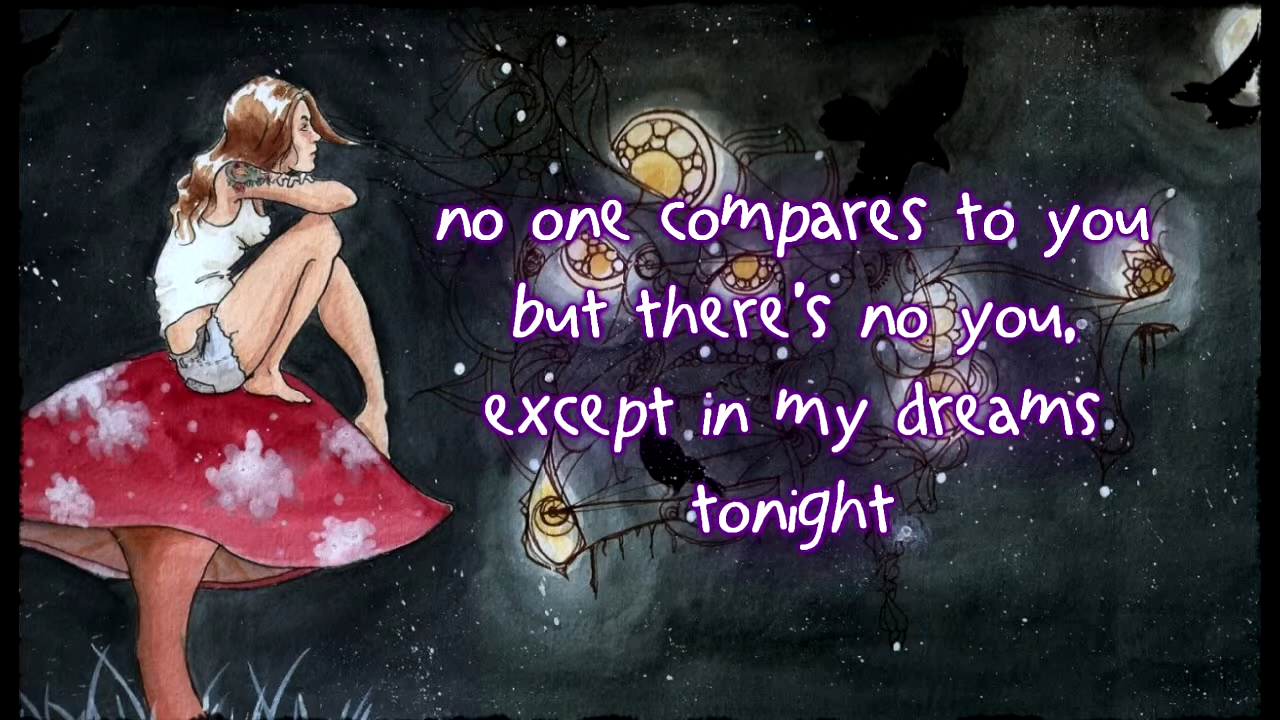 no one compares to you
but there's no you,
except in my dreams
tonight